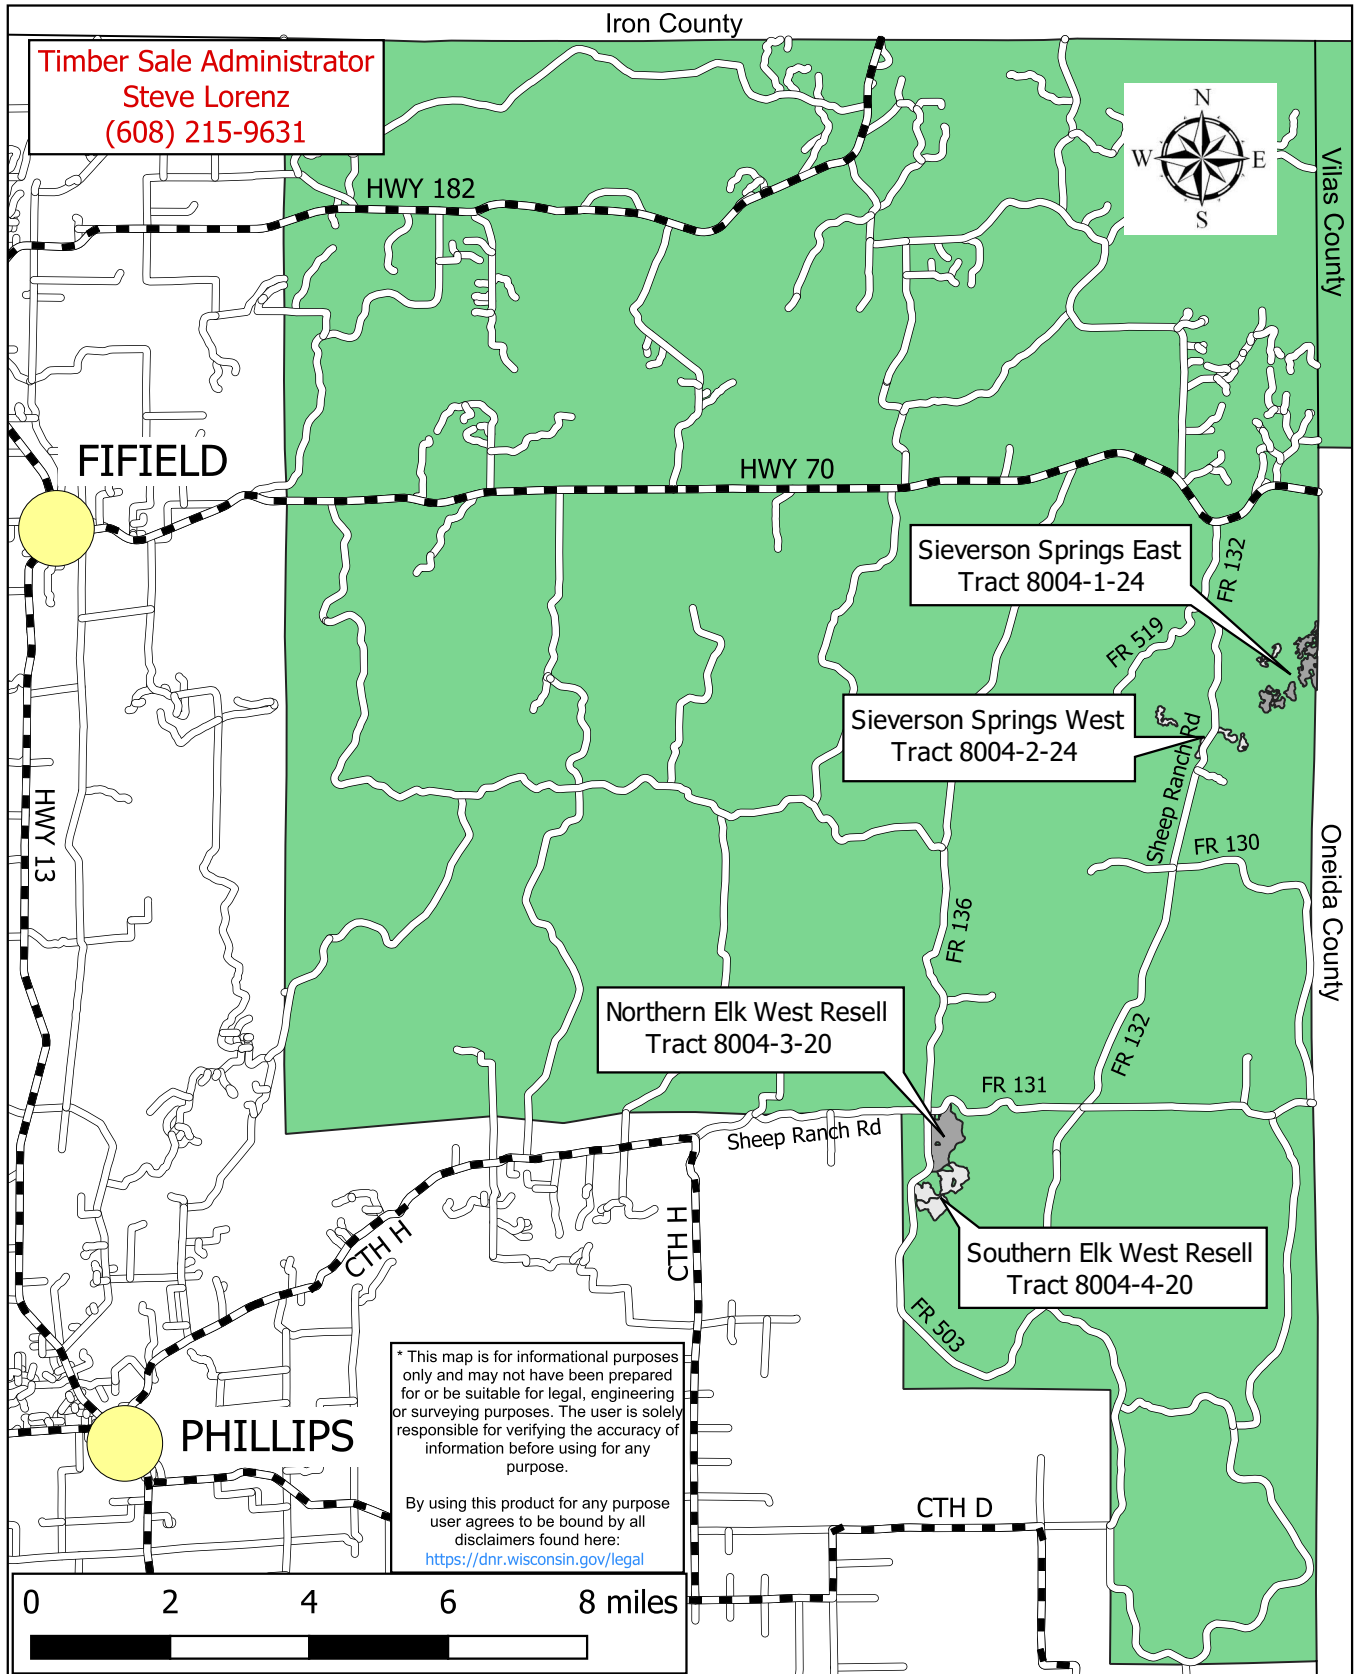 Iron County
Timber Sale Administrator
Steve Lorenz
(608) 215-9631
N
W E
S
Vilas County
HWY 182
FIFIELD
HWY 70
Sieverson Springs East
Tract 8004-1-24
FR 132
FR 519
Sieverson Springs West
Tract 8004-2-24
Sheep Ranch Rd
HWY 13
FR 130
Oneida County
FR 136
Northern Elk West Resell
Tract 8004-3-20
FR 132
FR 131
Sheep Ranch Rd
CTH H
CTH H
Southern Elk West Resell
Tract 8004-4-20
FR 503
* This map is for informational purposes
only and may not have been prepared
for or be suitable for legal, engineering
or surveying purposes. The user is solely
responsible for verifying the accuracy of
information before using for any
purpose.
By using this product for any purpose
user agrees to be bound by all
disclaimers found here:
https://dnr.wisconsin.gov/legal
PHILLIPS
CTH D
0 2 4 6 8 miles